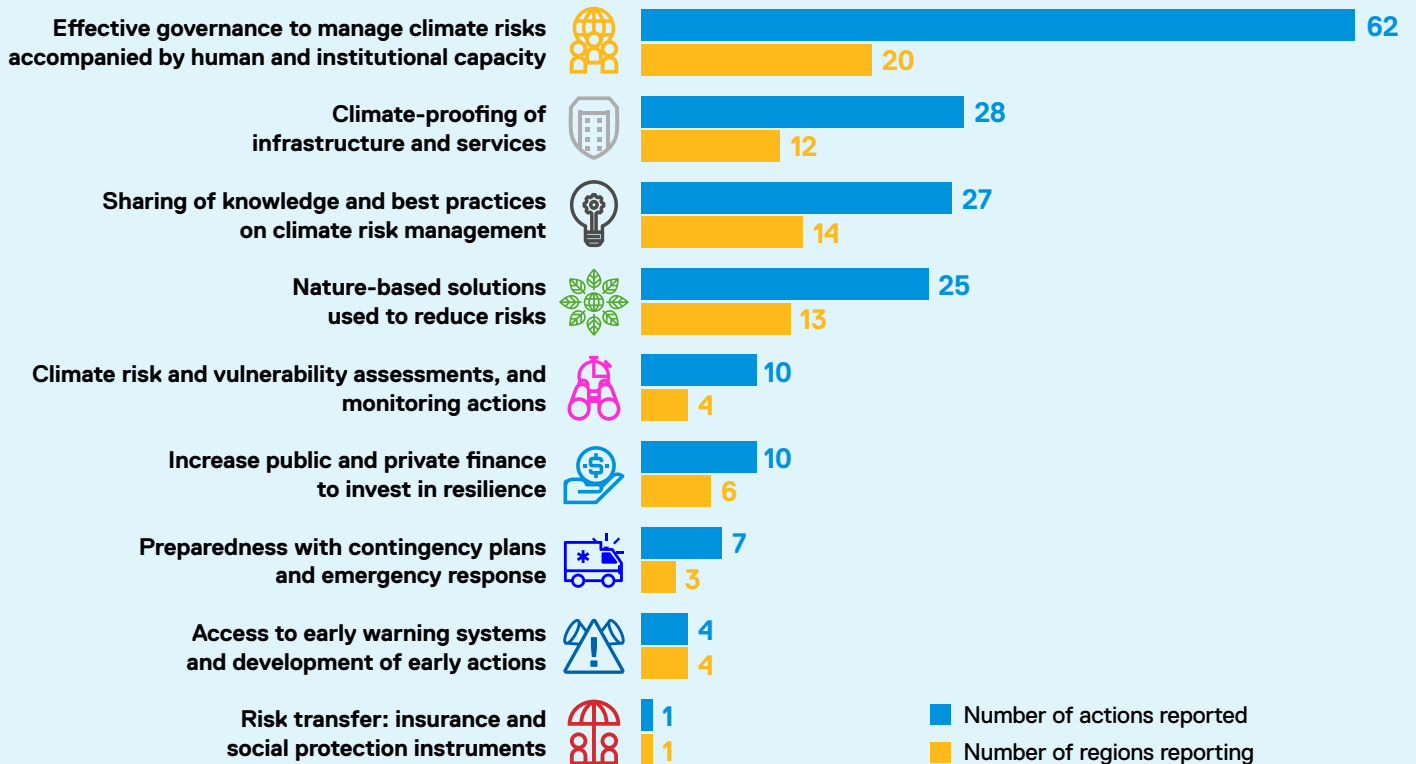 Effective governance to manage climate risks
accompanied by human and institutional capacity
62
20
Climate-proofing of
infrastructure and services
28
12
Sharing of knowledge and best practices
on climate risk management
27
14
Nature-based solutions
used to reduce risks
25
13
Climate risk and vulnerability assessments, and
monitoring actions
10
4
Increase public and private finance
to invest in resilience
$
10
6
Preparedness with contingency plans
and emergency response
7
3
Access to early warning systems
and development of early actions
!
4
4
Risk transfer: insurance and
social protection instruments
1
1
Number of actions reported
Number of regions reporting